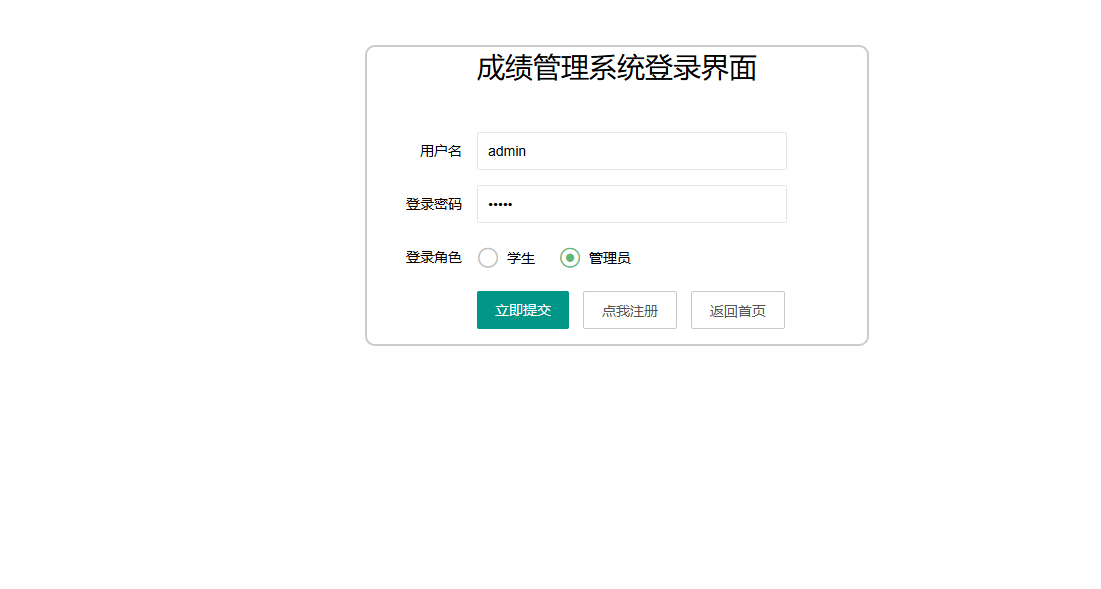 成绩管理系统登录界面
用户名 admin
登录密码 •••••
登录角色 学生 管理员
立即提交 点我注册 返回首页